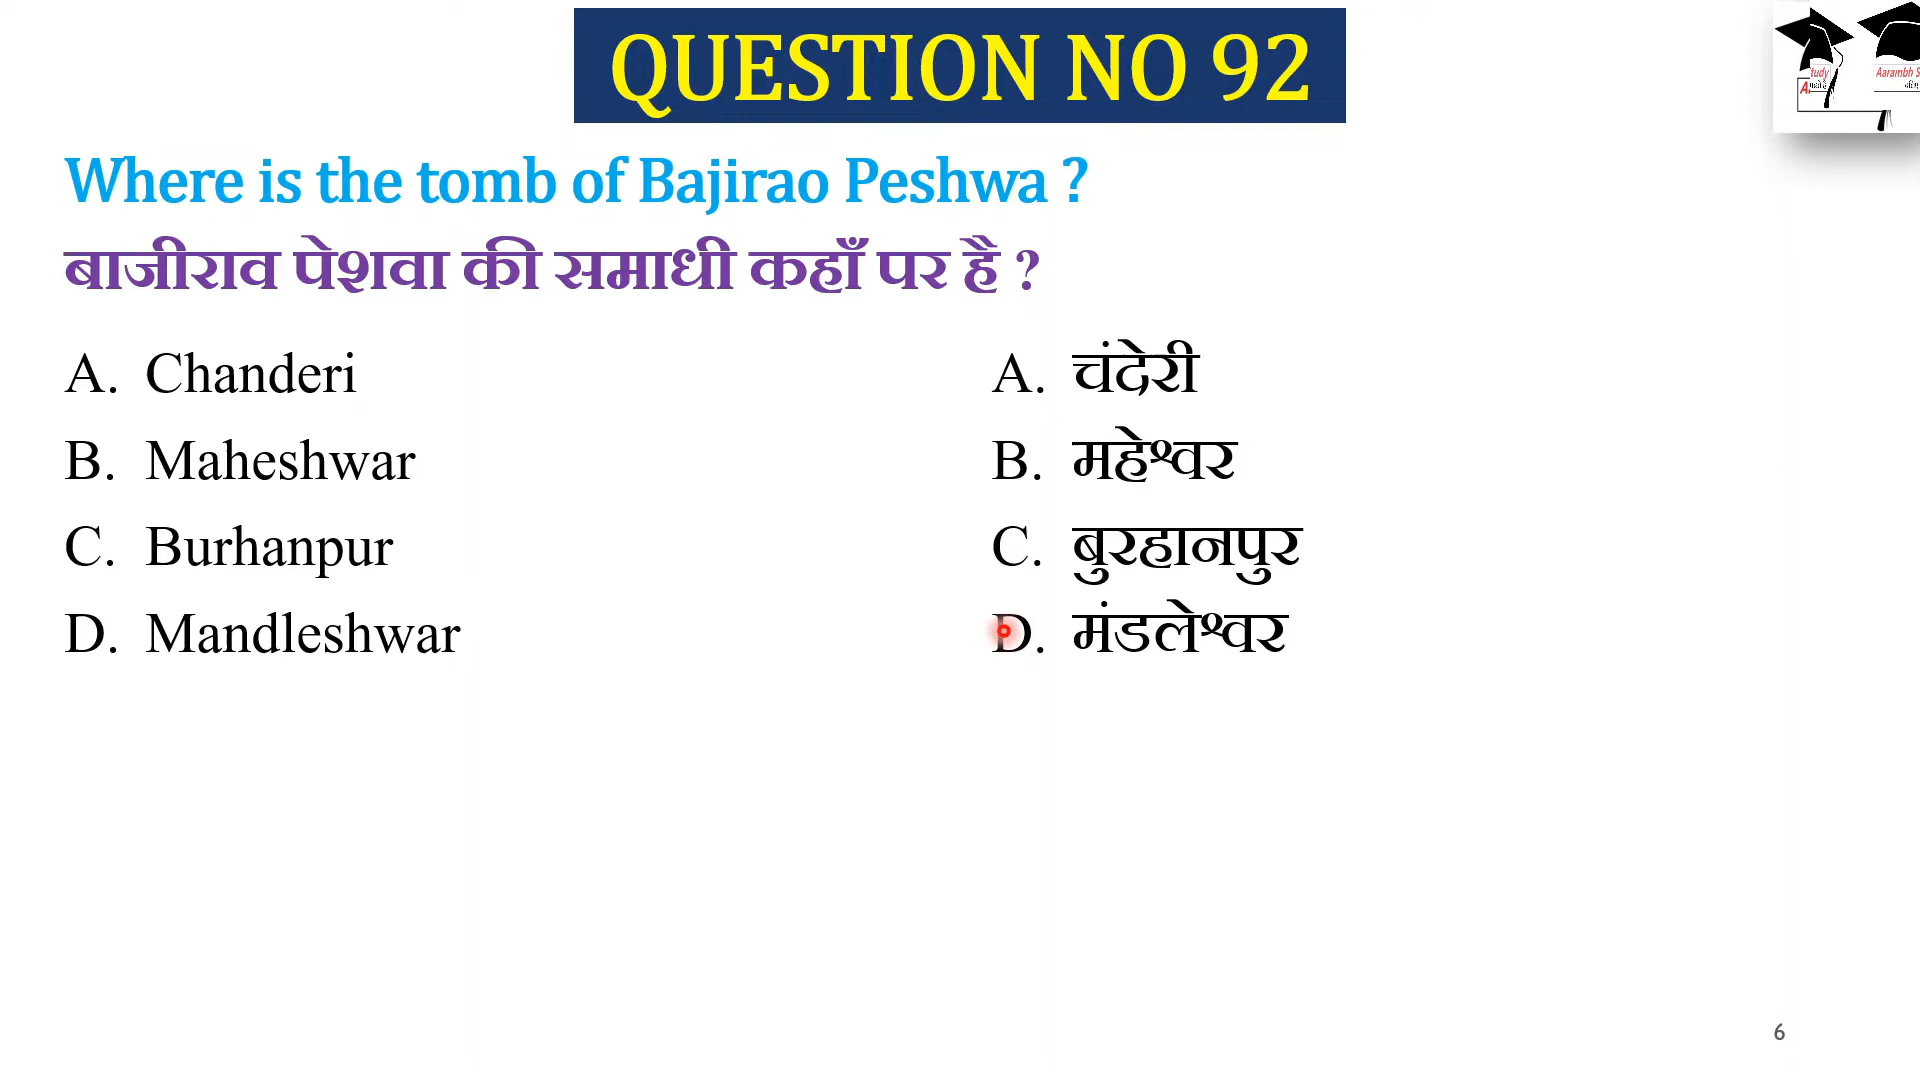 QUESTION NO 92
Where is the tomb of Bajirao Peshwa ?
बाजीराव पेशवा की समाधी कहाँ पर है ?
A. Chanderi
B. Maheshwar
C. Burhanpur
D. Mandleshwar
A. चंदेरी
B. महेश्वर
C. बुरहानपुर
D. मंडलेश्वर
Aarambh S
6